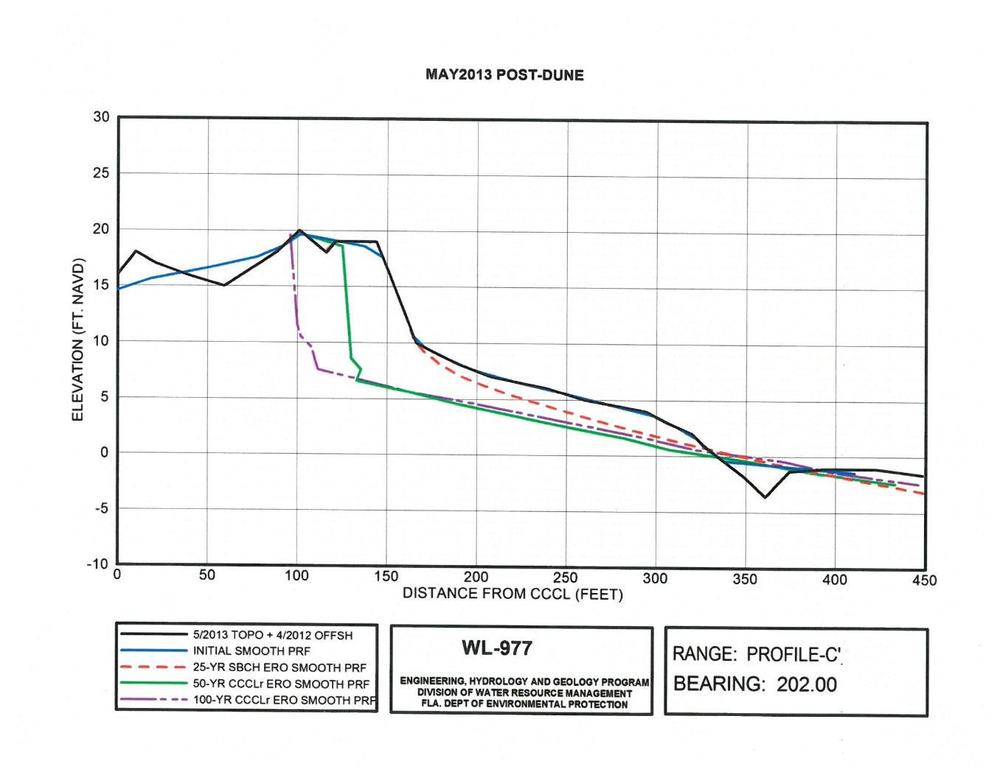 MAY2013 POST-DUNE
30
25
20
15
10
5
0
-5
-10
ELEVATION (FT. NAVD)
0 50 100 150 200 250 300 350 400 450
DISTANCE FROM CCCL (FEET)
5/2013 TOPO + 4/2012 OFFSH
INITIAL SMOOTH PRF
25-YR SBCH ERO SMOOTH PRF
50-YR CCCLr ERO SMOOTH PRF
100-YR CCCLr ERO SMOOTH PRF
WL-977
ENGINEERING, HYDROLOGY AND GEOLOGY PROGRAM
DIVISION OF WATER RESOURCE MANAGEMENT
FLA. DEPT OF ENVIRONMENTAL PROTECTION
RANGE: PROFILE-C'
BEARING: 202.00